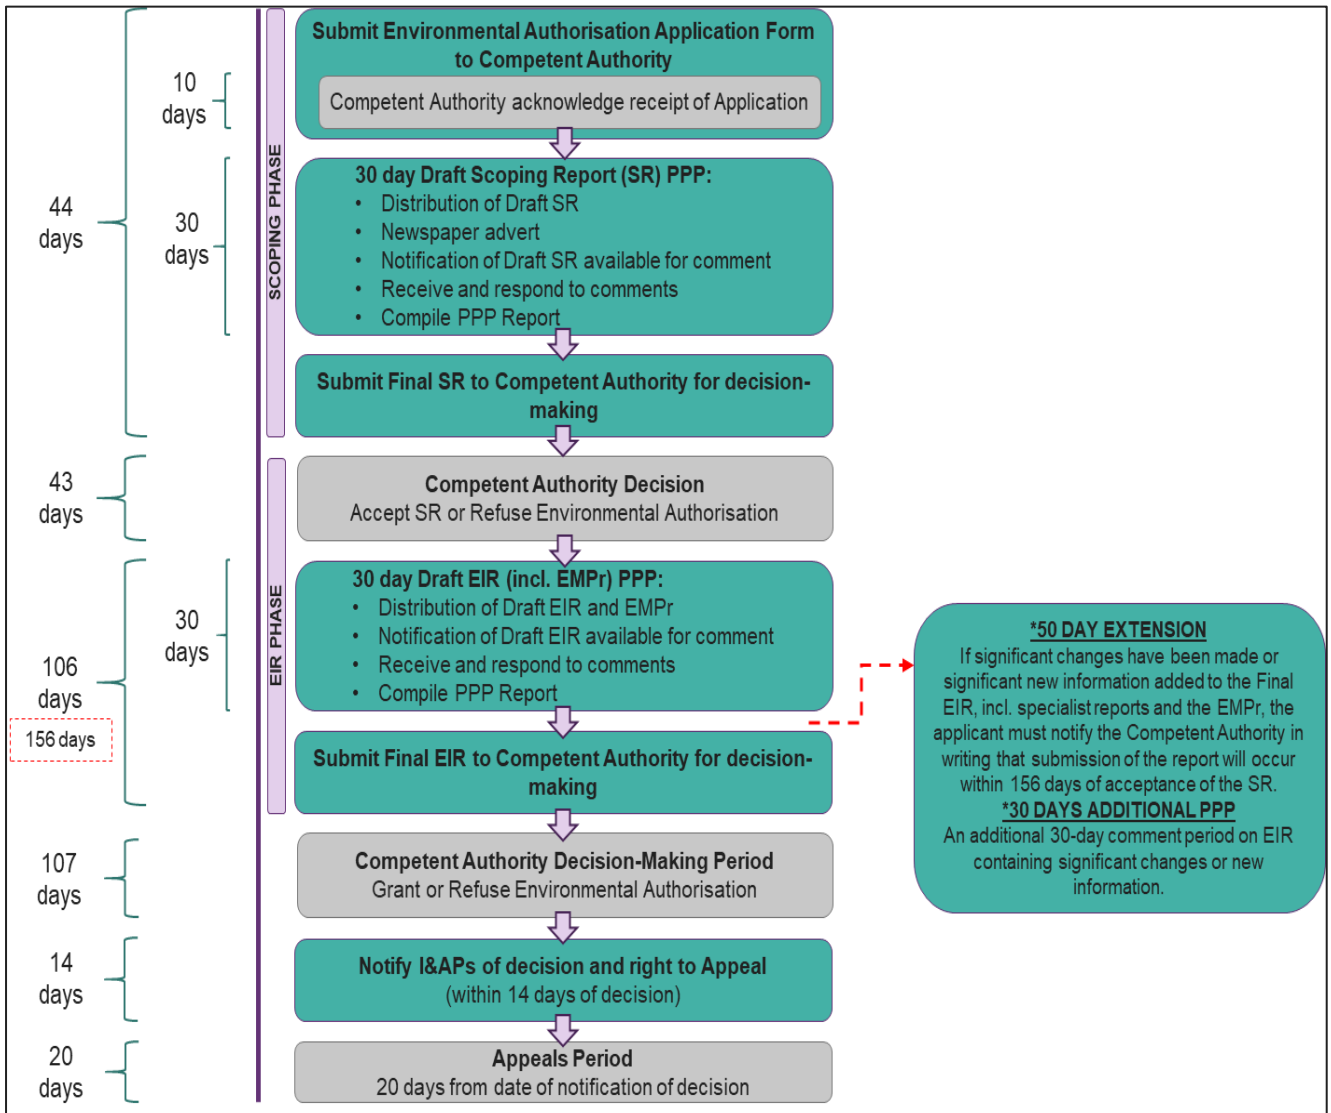 Submit Environmental Authorisation Application Form
to Competent Authority
Competent Authority acknowledge receipt of Application
10
days
44
days
30
days
SCOPING PHASE
30 day Draft Scoping Report (SR) PPP:
• Distribution of Draft SR
• Newspaper advert
• Notification of Draft SR available for comment
• Receive and respond to comments
• Compile PPP Report
Submit Final SR to Competent Authority for decision-
making
43
days
Competent Authority Decision
Accept SR or Refuse Environmental Authorisation
EIR PHASE
30
days
106
days
156 days
30 day Draft EIR (incl. EMPr) PPP:
• Distribution of Draft EIR and EMPr
• Notification of Draft EIR available for comment
• Receive and respond to comments
• Compile PPP Report
Submit Final EIR to Competent Authority for decision-
making
*50 DAY EXTENSION
If significant changes have been made or
significant new information added to the Final
EIR, incl. specialist reports and the EMPr, the
applicant must notify the Competent Authority in
writing that submission of the report will occur
within 156 days of acceptance of the SR.
*30 DAYS ADDITIONAL PPP
An additional 30-day comment period on EIR
containing significant changes or new
information.
107
days
Competent Authority Decision-Making Period
Grant or Refuse Environmental Authorisation
14
days
Notify I&APs of decision and right to Appeal
(within 14 days of decision)
20
days
Appeals Period
20 days from date of notification of decision